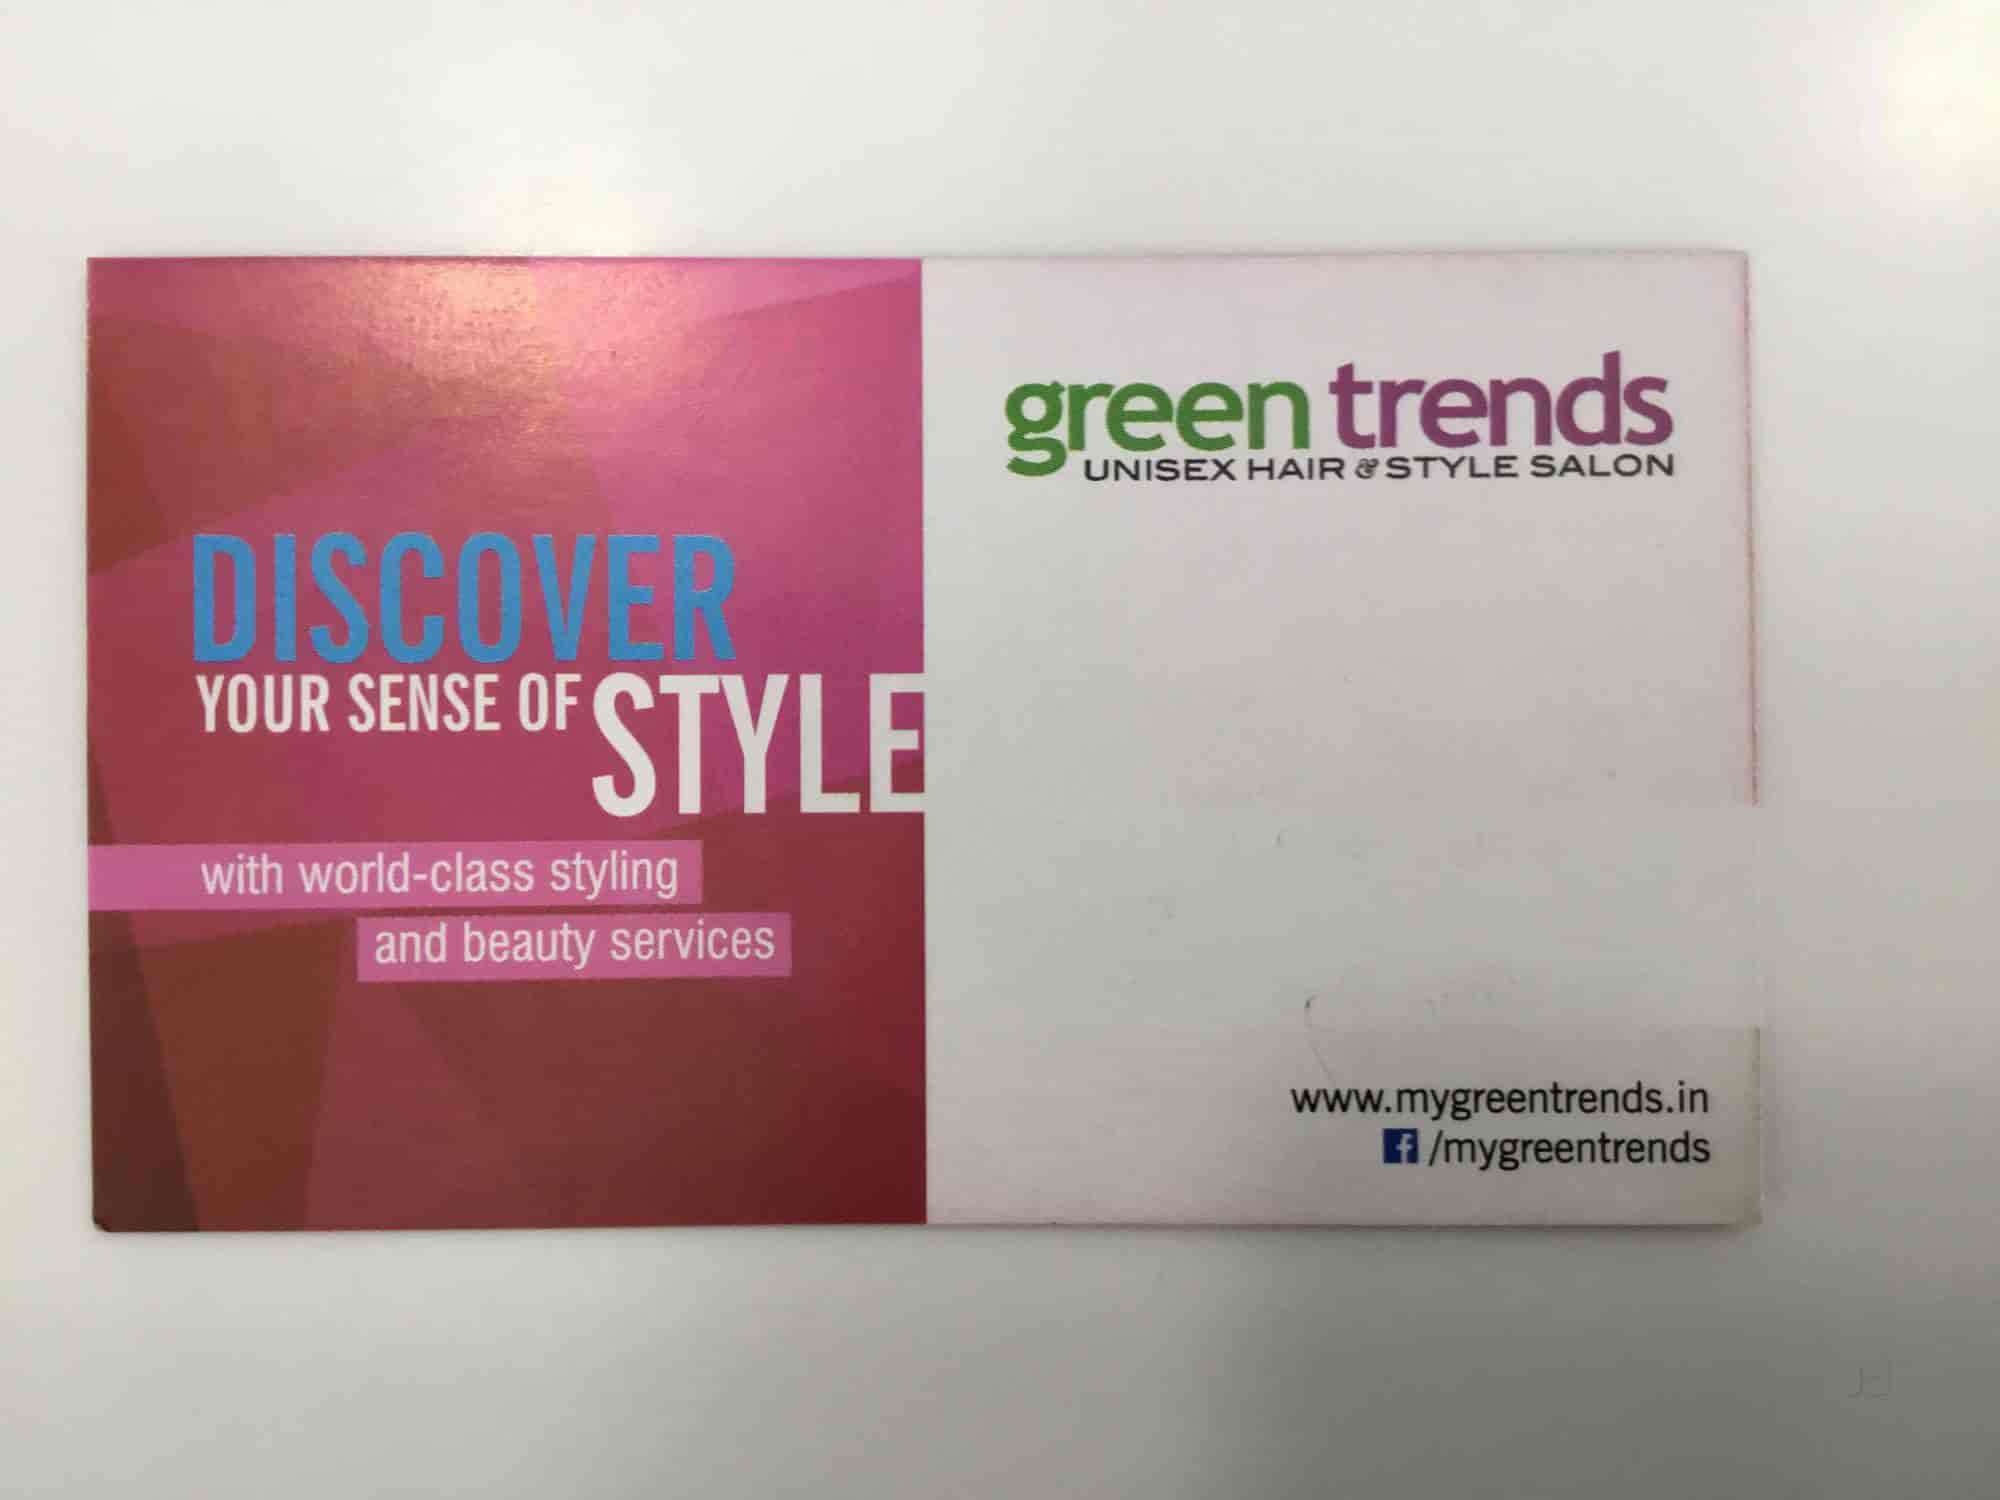 DISCOVER
YOUR SENSE OF STYLE
with world-class styling
and beauty services
green trends
UNISEX HAIR & STYLE SALON
www.mygreentrends.in
f /mygreentrends